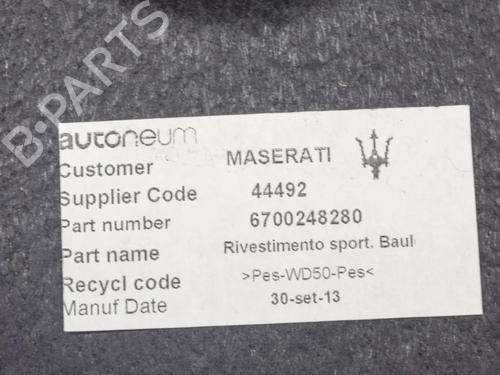 B-PARTS
autoneum
Customer MASERATI
Supplier Code 44492
Part number 6700248280
Part name Rivestimento sport. Baul
Recycl code >Pes-WD50-Pes<
Manuf Date 30-set-13